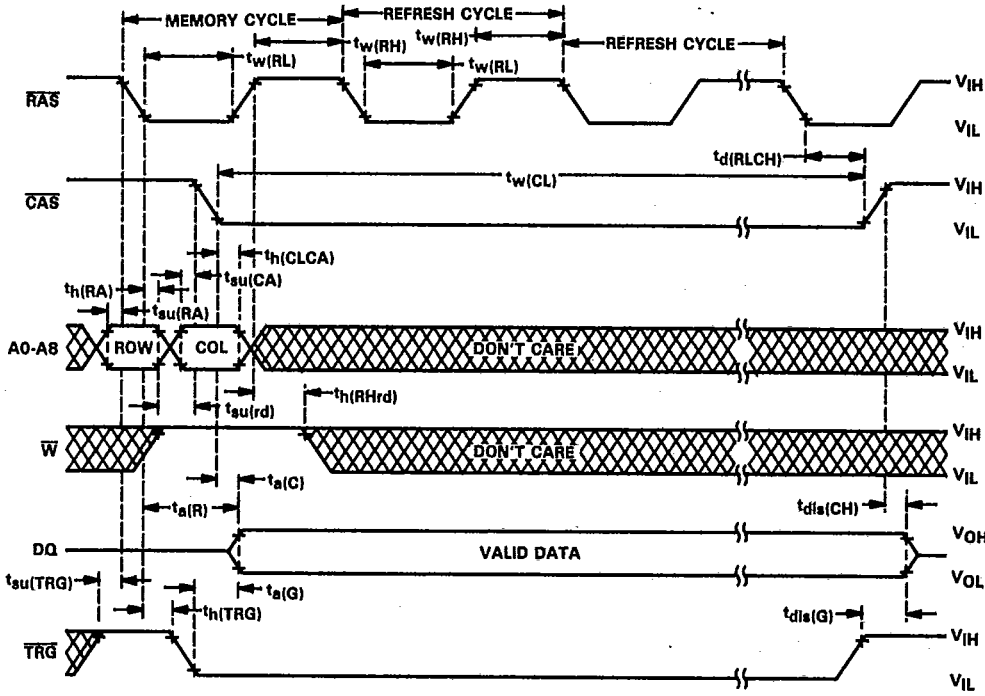 MEMORY CYCLE
REFRESH CYCLE
tw(RH)
tw(RH)
REFRESH CYCLE
tw(RL)
tw(RL)
RAS
VIH
VIL
td(RLCH)
tw(CL)
CAS
VIH
VIL
th(CLCA)
tsu(CA)
th(RA)
tsu(RA)
A0-A8
ROW
COL
DON'T CARE
VIH
VIL
tsu(rd)
th(RHrd)
W
DON'T CARE
VIH
VIL
ta(C)
ta(R)
tdis(CH)
DQ
VALID DATA
VOH
VOL
tsu(TRG)
ta(G)
th(TRG)
tdis(G)
TRG
VIH
VIL